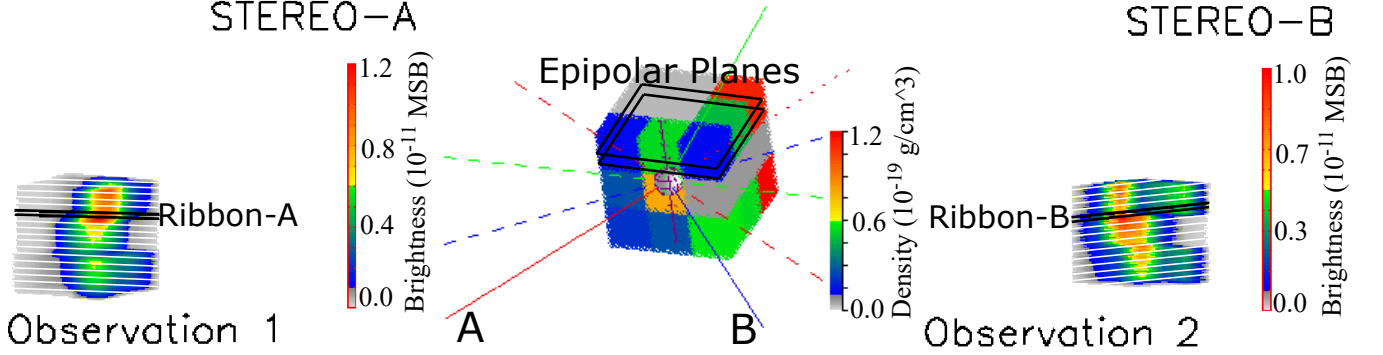 STEREO-A
1.2
0.8
0.4
0.0
Brightness (10^-11 MSB)
Ribbon-A
Observation 1
Epipolar Planes
1.2
0.6
0.0
Density (10^-19 g/cm^3)
A
B
STEREO-B
1.0
0.7
0.3
0.0
Brightness (10^-11 MSB)
Ribbon-B
Observation 2